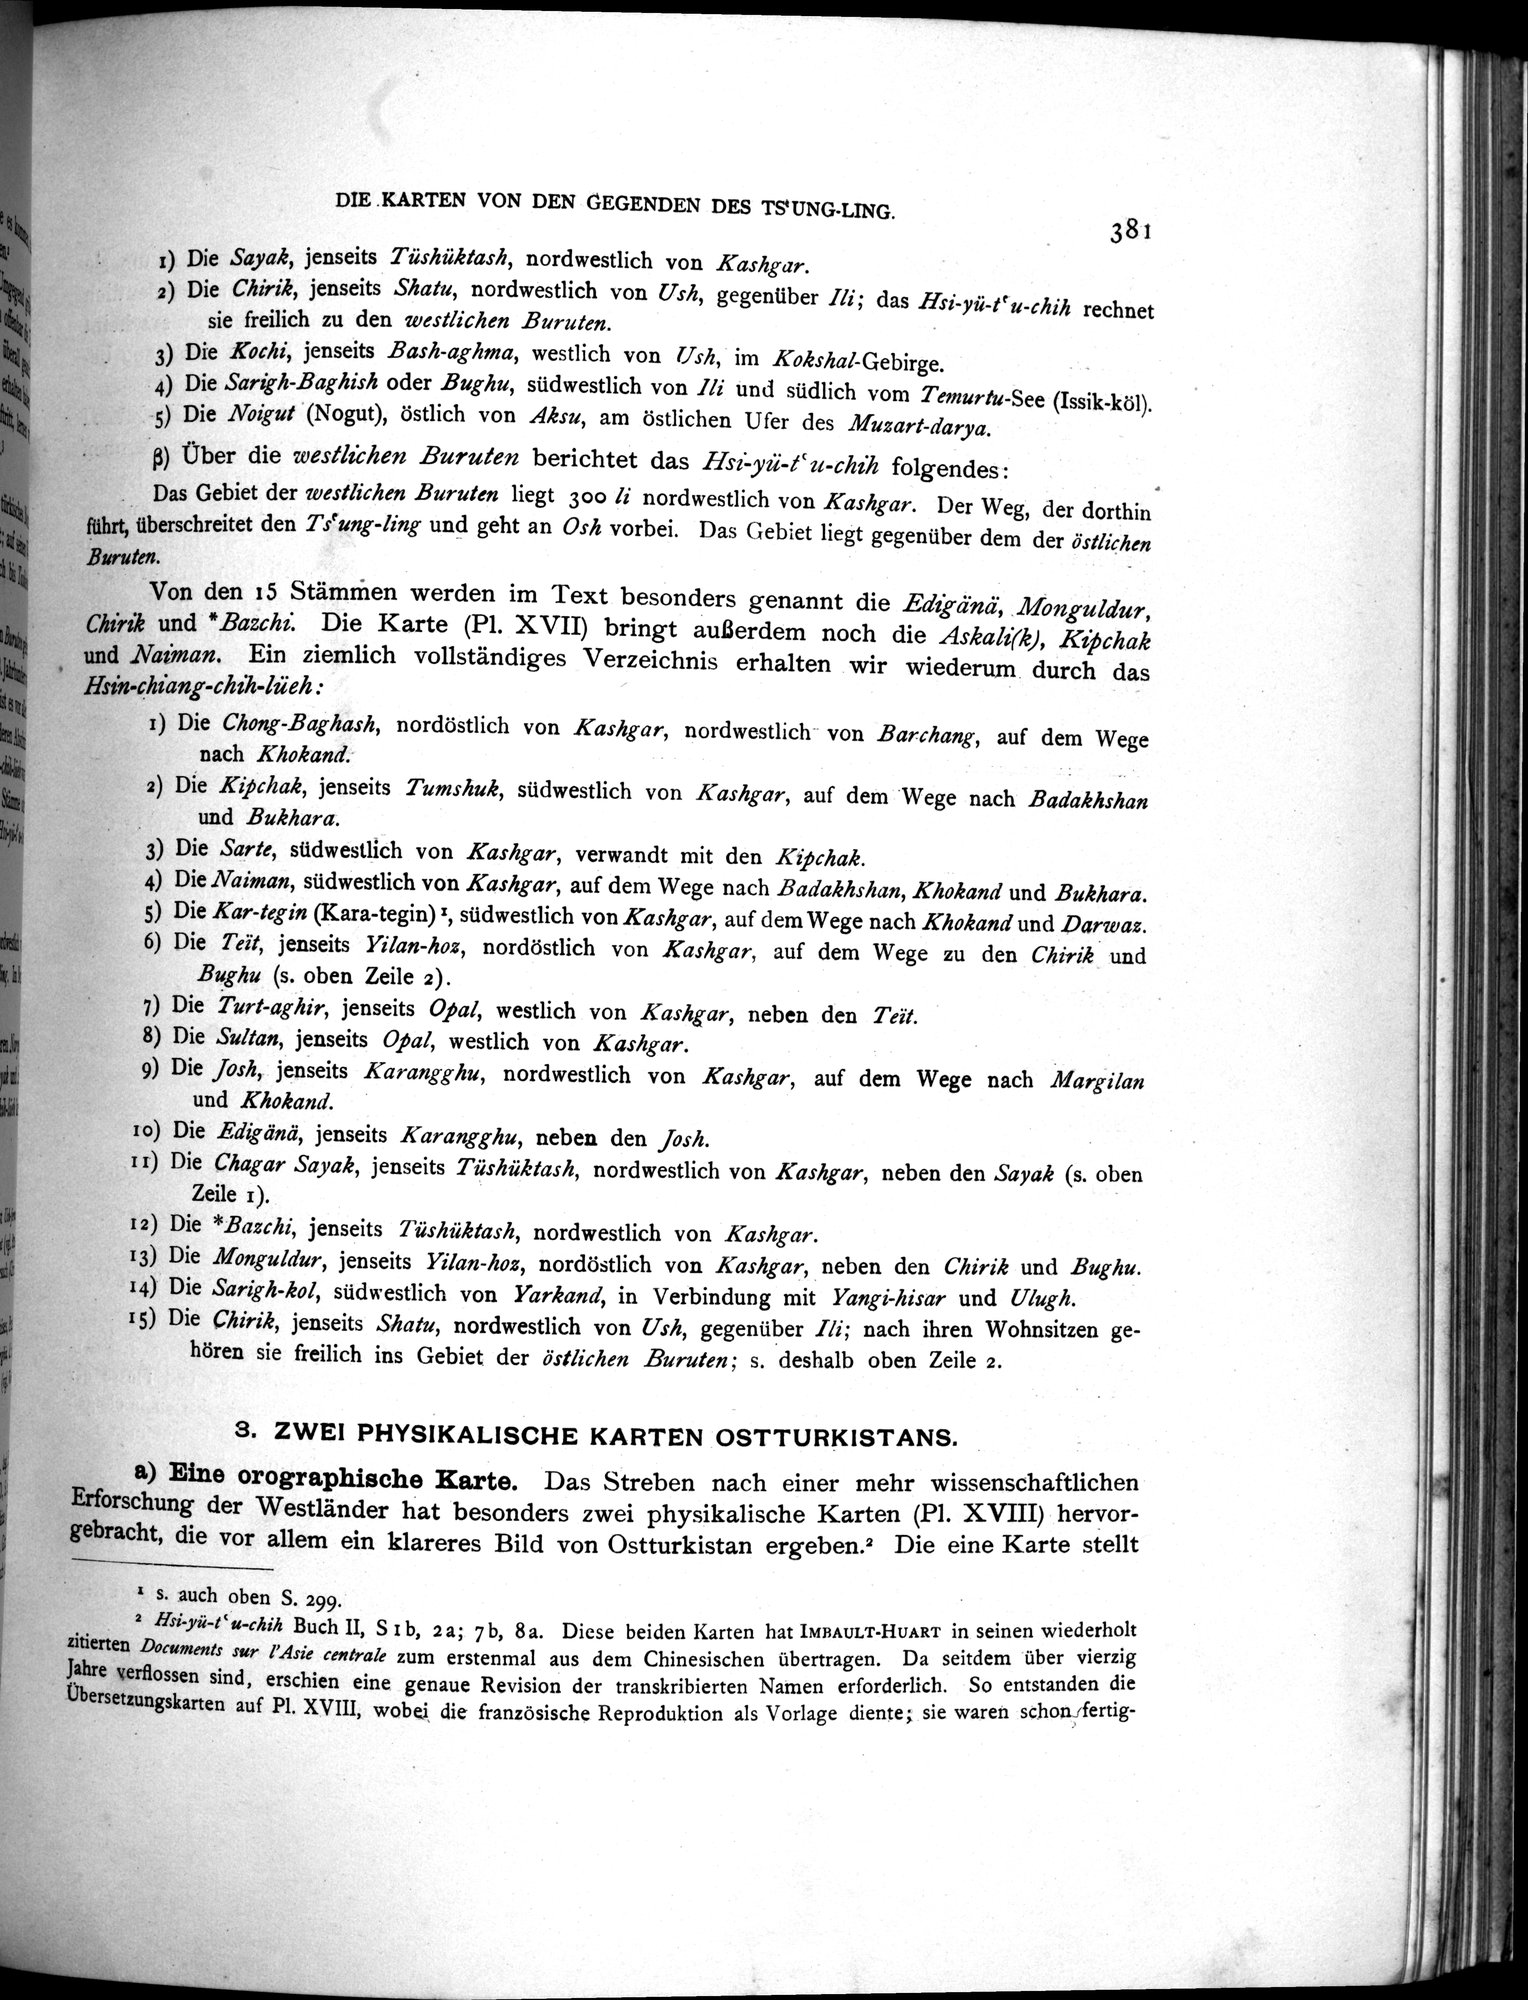 DIE KARTEN VON DEN GEGENDEN DES TSʿUNG-LING.
381
1) Die Sayak, jenseits Tüshüktash, nordwestlich von Kashgar.
2) Die Chirik, jenseits Shatu, nordwestlich von Ush, gegenüber Ili; das Hsi-yü-tʿu-chih rechnet
sie freilich zu den westlichen Buruten.
3) Die Kochi, jenseits Bash-aghma, westlich von Ush, im Kokshal-Gebirge.
4) Die Sarigh-Baghish oder Bughu, südwestlich von Ili und südlich vom Temurtu-See (Issik-köl).
5) Die Noigut (Nogut), östlich von Aksu, am östlichen Ufer des Muzart-darya.
β) Über die westlichen Buruten berichtet das Hsi-yü-tʿu-chih folgendes:
Das Gebiet der westlichen Buruten liegt 300 li nordwestlich von Kashgar. Der Weg, der dorthin
führt, überschreitet den Tsʿung-ling und geht an Osh vorbei. Das Gebiet liegt gegenüber dem der östlichen
Buruten.
Von den 15 Stämmen werden im Text besonders genannt die Edigänä, Monguldur,
Chirik und *Bazchi. Die Karte (Pl. XVII) bringt außerdem noch die Askali(k), Kipchak
und Naiman. Ein ziemlich vollständiges Verzeichnis erhalten wir wiederum durch das
Hsin-chiang-chih-lüeh:
1) Die Chong-Baghash, nordöstlich von Kashgar, nordwestlich von Barchang, auf dem Wege
nach Khokand.
2) Die Kipchak, jenseits Tumshuk, südwestlich von Kashgar, auf dem Wege nach Badakhshan
und Bukhara.
3) Die Sarte, südwestlich von Kashgar, verwandt mit den Kipchak.
4) Die Naiman, südwestlich von Kashgar, auf dem Wege nach Badakhshan, Khokand und Bukhara.
5) Die Kar-tegin (Kara-tegin)¹, südwestlich von Kashgar, auf dem Wege nach Khokand und Darwaz.
6) Die Teït, jenseits Yilan-hoz, nordöstlich von Kashgar, auf dem Wege zu den Chirik und
Bughu (s. oben Zeile 2).
7) Die Turt-aghir, jenseits Opal, westlich von Kashgar, neben den Teït.
8) Die Sultan, jenseits Opal, westlich von Kashgar.
9) Die Josh, jenseits Karangghu, nordwestlich von Kashgar, auf dem Wege nach Margilan
und Khokand.
10) Die Edigänä, jenseits Karangghu, neben den Josh.
11) Die Chagar Sayak, jenseits Tüshüktash, nordwestlich von Kashgar, neben den Sayak (s. oben
Zeile 1).
12) Die *Bazchi, jenseits Tüshüktash, nordwestlich von Kashgar.
13) Die Monguldur, jenseits Yilan-hoz, nordöstlich von Kashgar, neben den Chirik und Bughu.
14) Die Sarigh-kol, südwestlich von Yarkand, in Verbindung mit Yangi-hisar und Ulugh.
15) Die Chirik, jenseits Shatu, nordwestlich von Ush, gegenüber Ili; nach ihren Wohnsitzen ge-
hören sie freilich ins Gebiet der östlichen Buruten; s. deshalb oben Zeile 2.
3. ZWEI PHYSIKALISCHE KARTEN OSTTURKISTANS.
a) Eine orographische Karte. Das Streben nach einer mehr wissenschaftlichen
Erforschung der Westländer hat besonders zwei physikalische Karten (Pl. XVIII) hervor-
gebracht, die vor allem ein klareres Bild von Ostturkistan ergeben.² Die eine Karte stellt
¹ s. auch oben S. 299.
² Hsi-yü-tʿu-chih Buch II, S 1b, 2a; 7b, 8a. Diese beiden Karten hat IMBAULT-HUART in seinen wiederholt
zitierten Documents sur l'Asie centrale zum erstenmal aus dem Chinesischen übertragen. Da seitdem über vierzig
Jahre verflossen sind, erschien eine genaue Revision der transkribierten Namen erforderlich. So entstanden die
Übersetzungskarten auf Pl. XVIII, wobei die französische Reproduktion als Vorlage diente; sie waren schon fertig-